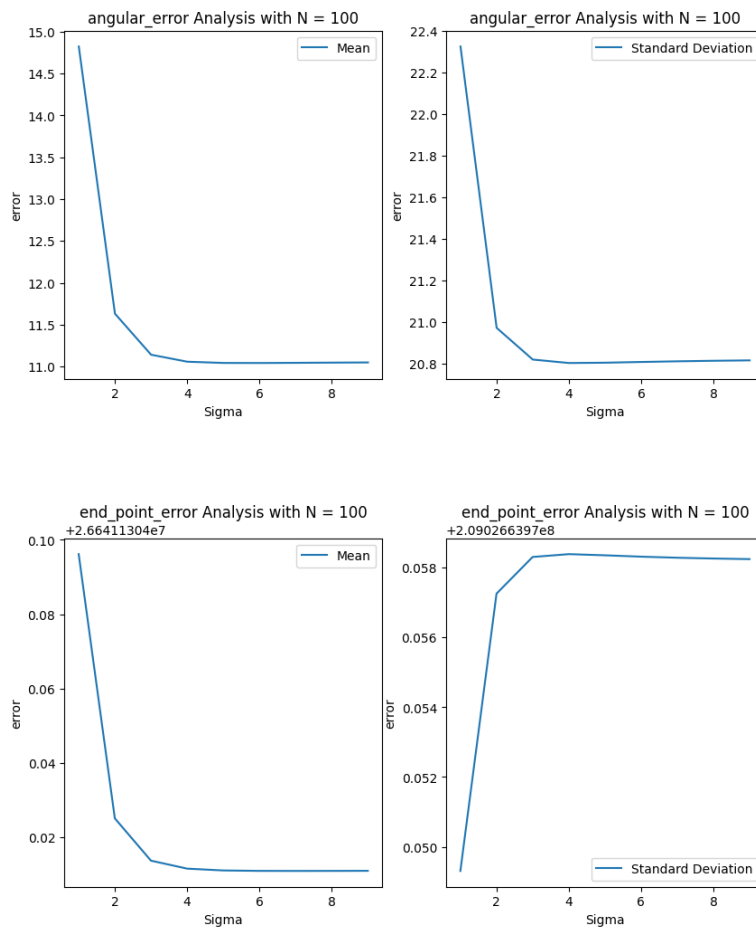 angular_error Analysis with N = 100
15.0
14.5
14.0
13.5
13.0
12.5
12.0
11.5
11.0
error
2 4 6 8
Sigma
Mean
angular_error Analysis with N = 100
22.4
22.2
22.0
21.8
21.6
21.4
21.2
21.0
20.8
error
2 4 6 8
Sigma
Standard Deviation
end_point_error Analysis with N = 100
+2.66411304e7
0.10
0.08
0.06
0.04
0.02
error
2 4 6 8
Sigma
Mean
end_point_error Analysis with N = 100
+2.090266397e8
0.058
0.056
0.054
0.052
0.050
error
2 4 6 8
Sigma
Standard Deviation